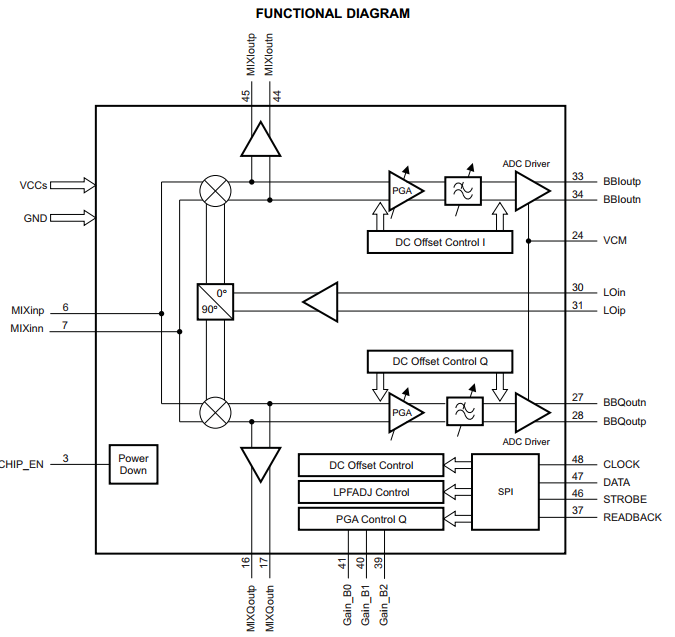 FUNCTIONAL DIAGRAM
MIXIoutp
MIXIoutn
45
44
ADC Driver
VCCs
PGA
33
BBIoutp
34
BBIoutn
GND
DC Offset Control I
24
VCM
0°
90°
30
LOin
31
LOip
MIXinp
6
MIXinn
7
DC Offset Control Q
27
BBQoutn
PGA
28
BBQoutp
ADC Driver
CHIP_EN
3
Power
Down
DC Offset Control
LPFADJ Control
PGA Control Q
SPI
48
CLOCK
47
DATA
46
STROBE
37
READBACK
16
17
41
40
39
MIXQoutp
MIXQoutn
Gain_B0
Gain_B1
Gain_B2